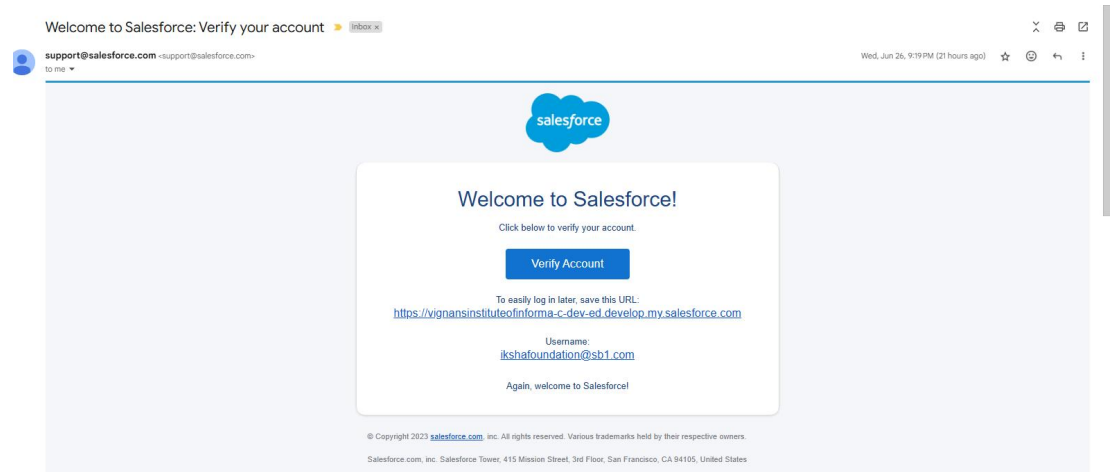 Welcome to Salesforce: Verify your account Inbox x
support@salesforce.com <support@salesforce.com> Wed, Jun 26, 9:19 PM (21 hours ago)
to me
salesforce
Welcome to Salesforce!
Click below to verify your account.
Verify Account
To easily log in later, save this URL:
https://vignansinstituteofinforma-c-dev-ed.develop.my.salesforce.com
Username:
ikshafoundation@sb1.com
Again, welcome to Salesforce!
© Copyright 2023 salesforce.com, inc. All rights reserved. Various trademarks held by their respective owners.
Salesforce.com, inc. Salesforce Tower, 415 Mission Street, 3rd Floor, San Francisco, CA 94105, United States